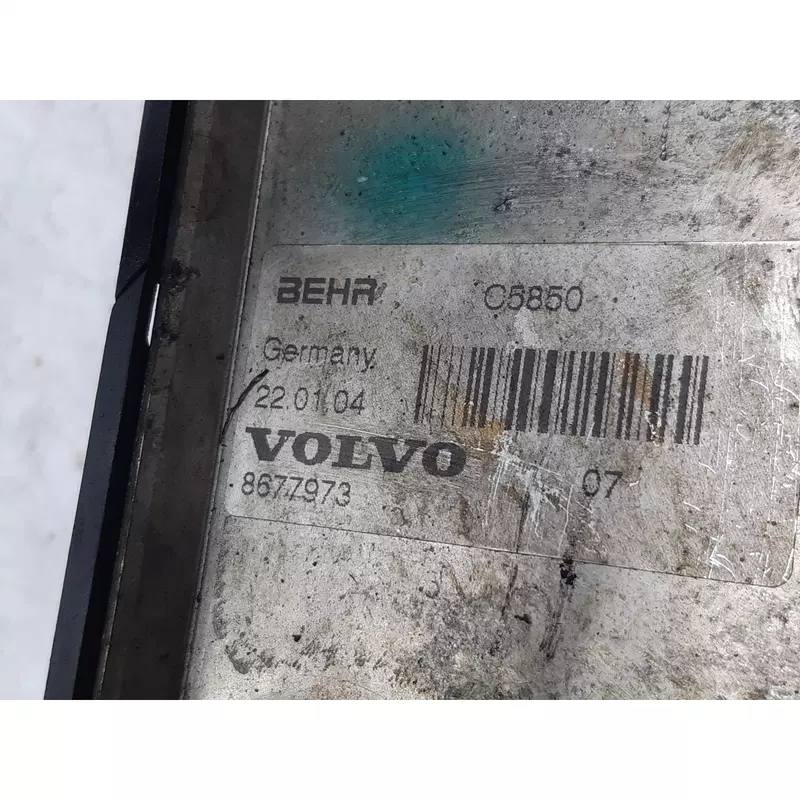 BEHR C5850
Germany
22.01.04
VOLVO
8677973 07